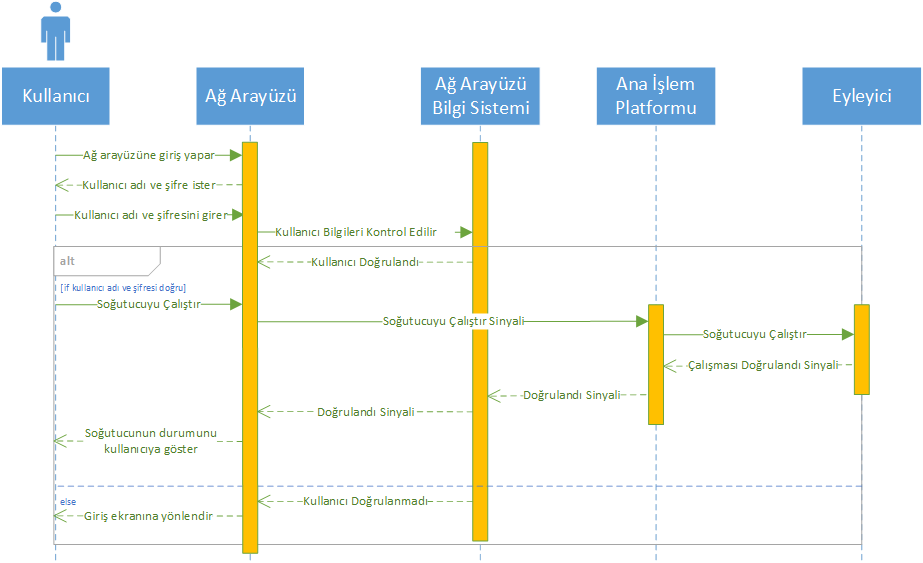 Kullanıcı
Ağ Arayüzü
Ağ Arayüzü
Bilgi Sistemi
Ana İşlem
Platformu
Eyleyici
Ağ arayüzüne giriş yapar
Kullanıcı adı ve şifre ister
Kullanıcı adı ve şifresini girer
Kullanıcı Bilgileri Kontrol Edilir
alt
Kullanıcı Doğrulandı
[if kullanıcı adı ve şifresi doğru]
Soğutucuyu Çalıştır
Soğutucuyu Çalıştır Sinyali
Soğutucuyu Çalıştır
Çalışması Doğrulandı Sinyali
Doğrulandı Sinyali
Doğrulandı Sinyali
Soğutucunun durumunu
kullanıcıya göster
else
Kullanıcı Doğrulanmadı
Giriş ekranına yönlendir